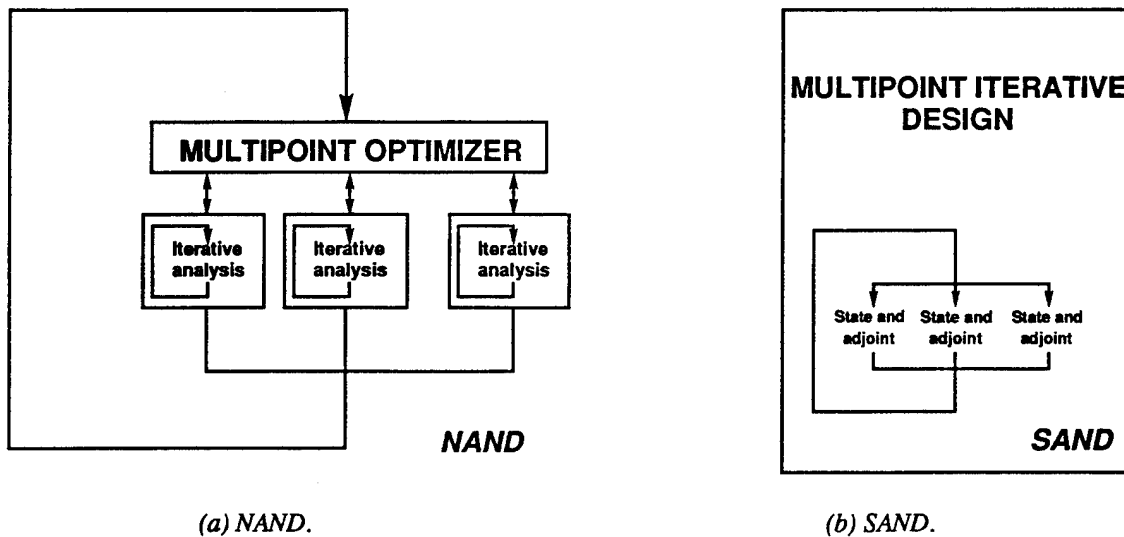 MULTIPOINT OPTIMIZER
Iterative
analysis
Iterative
analysis
Iterative
analysis
NAND
(a) NAND.
MULTIPOINT ITERATIVE
DESIGN
State and
adjoint
State and
adjoint
State and
adjoint
SAND
(b) SAND.